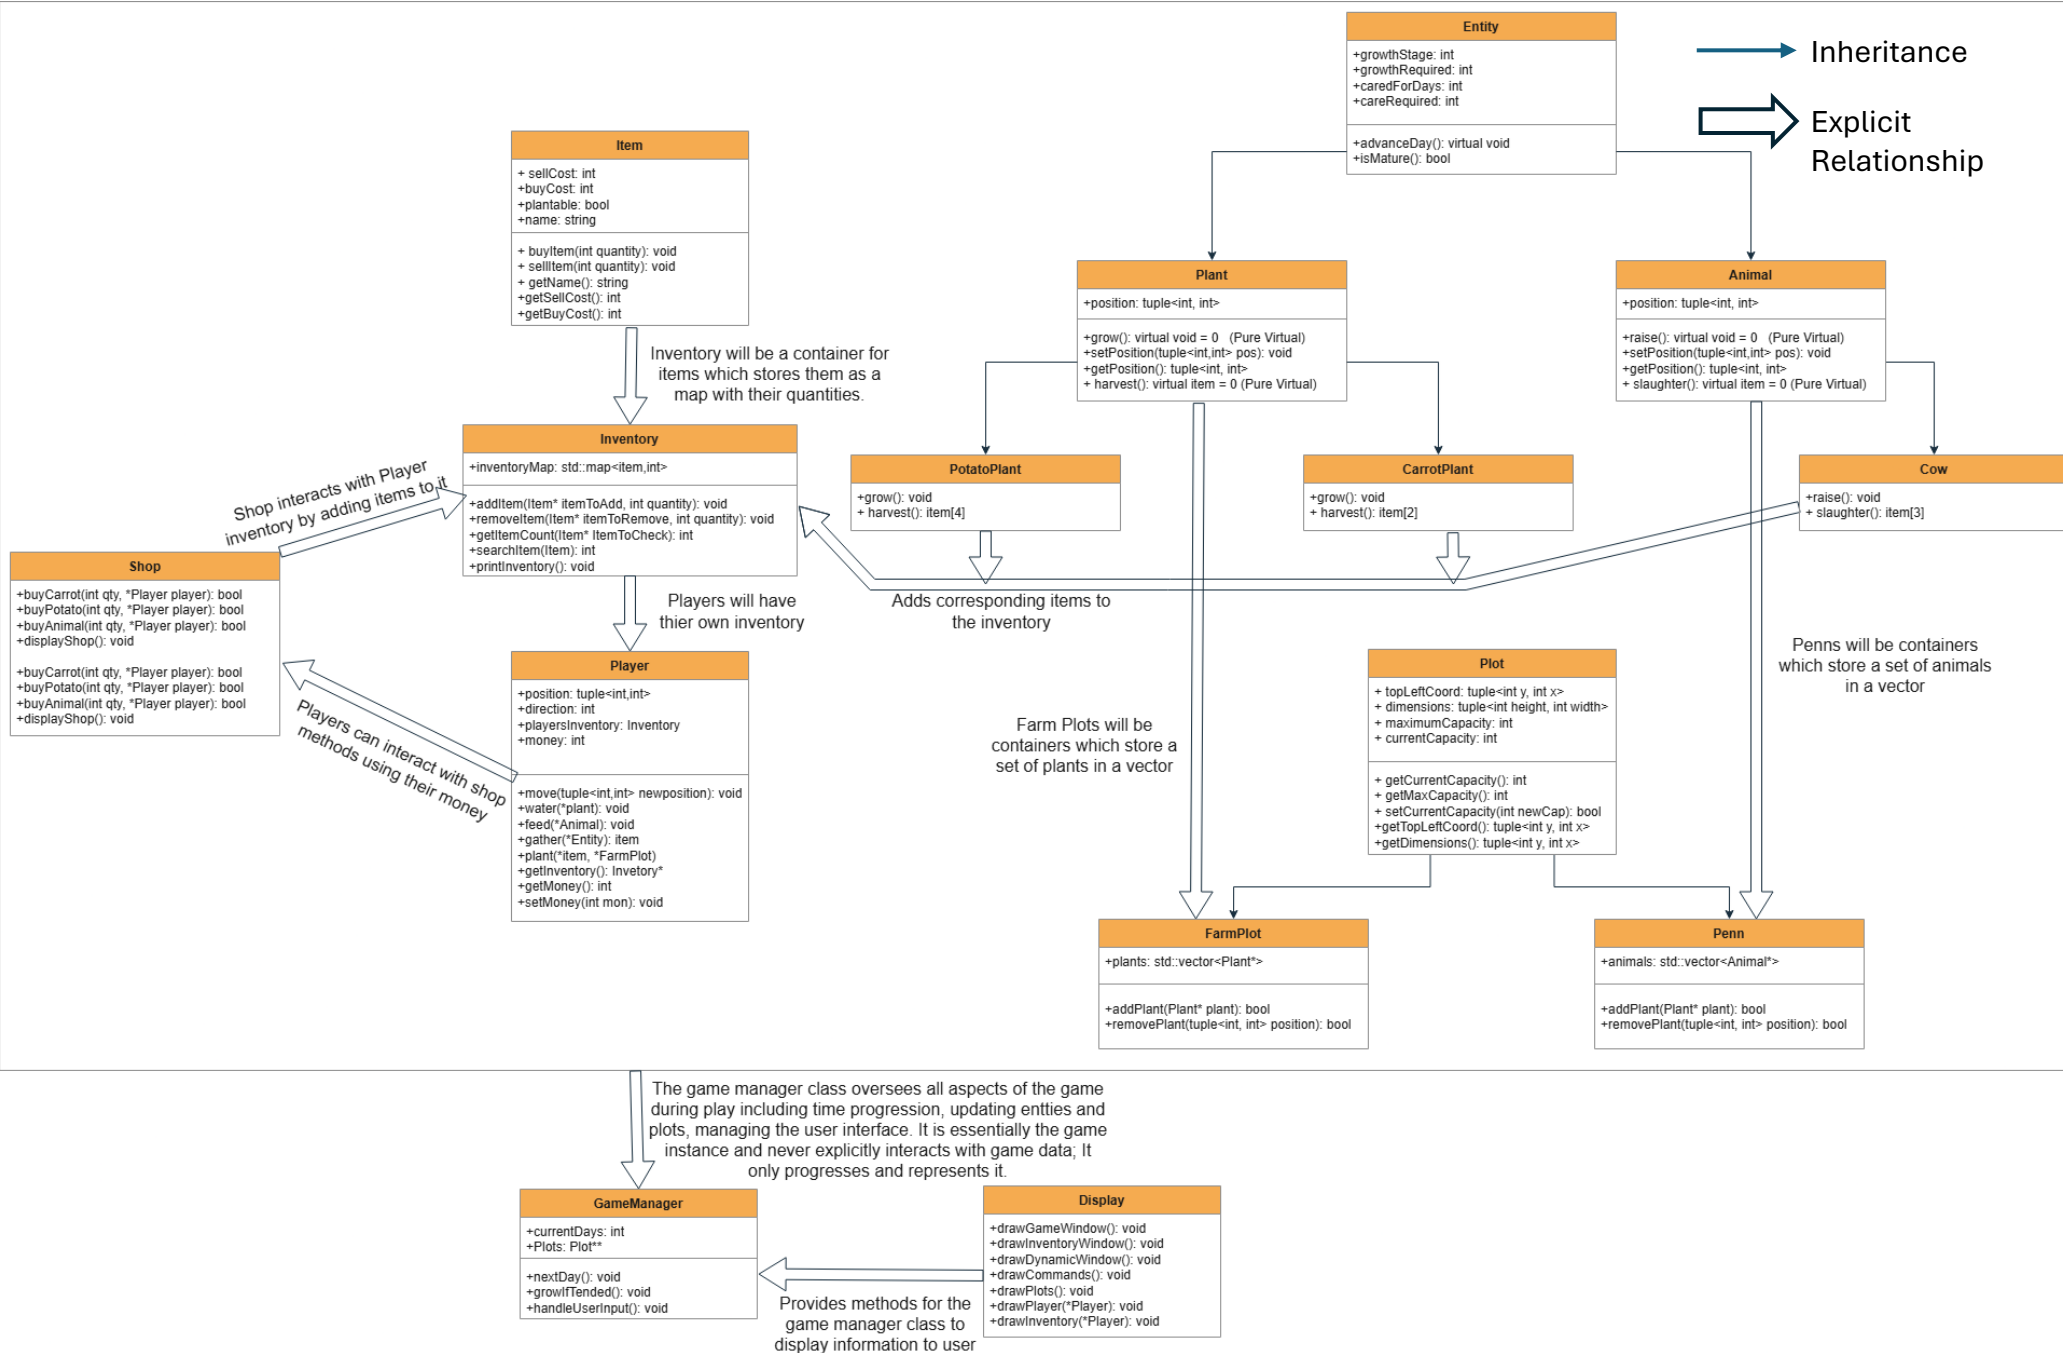 Entity
+growthStage: int
+growthRequired: int
+caredForDays: int
+careRequired: int
+advanceDay(): virtual void
+isMature(): bool
Inheritance
Explicit
Relationship
Item
+ sellCost: int
+buyCost: int
+plantable: bool
+name: string
+ buyItem(int quantity): void
+ sellItem(int quantity): void
+ getName(): string
+getSellCost(): int
+getBuyCost(): int
Inventory will be a container for
items which stores them as a
map with their quantities.
Plant
+position: tuple<int, int>
+grow(): virtual void = 0 (Pure Virtual)
+setPosition(tuple<int,int> pos): void
+getPosition(): tuple<int, int>
+ harvest(): virtual item = 0 (Pure Virtual)
Animal
+position: tuple<int, int>
+raise(): virtual void = 0 (Pure Virtual)
+setPosition(tuple<int,int> pos): void
+getPosition(): tuple<int, int>
+ slaughter(): virtual item = 0 (Pure Virtual)
Inventory
+inventoryMap: std::map<item,int>
+addItem(Item* itemToAdd, int quantity): void
+removeItem(Item* itemToRemove, int quantity): void
+getItemCount(Item* ItemToCheck): int
+searchItem(Item): int
+printInventory(): void
PotatoPlant
+grow(): void
+ harvest(): item[4]
CarrotPlant
+grow(): void
+ harvest(): item[2]
Cow
+raise(): void
+ slaughter(): item[3]
Shop interacts with Player
inventory by adding items to it
Shop
+buyCarrot(int qty, *Player player): bool
+buyPotato(int qty, *Player player): bool
+buyAnimal(int qty, *Player player): bool
+displayShop(): void
+buyCarrot(int qty, *Player player): bool
+buyPotato(int qty, *Player player): bool
+buyAnimal(int qty, *Player player): bool
+displayShop(): void
Players will have
thier own inventory
Adds corresponding items to
the inventory
Player
+position: tuple<int,int>
+direction: int
+playersInventory: Inventory
+money: int
+move(tuple<int,int> newposition): void
+water(*plant): void
+feed(*Animal): void
+gather(*Entity): item
+plant(*item, *FarmPlot)
+getInventory(): Invetory*
+getMoney(): int
+setMoney(int mon): void
Players can interact with shop
methods using their money
Farm Plots will be
containers which store a
set of plants in a vector
Plot
+ topLeftCoord: tuple<int y, int x>
+ dimensions: tuple<int height, int width>
+ maximumCapacity: int
+ currentCapacity: int
+ getCurrentCapacity(): int
+ getMaxCapacity(): int
+ setCurrentCapacity(int newCap): bool
+getTopLeftCoord(): tuple<int y, int x>
+getDimensions(): tuple<int y, int x>
Penns will be containers
which store a set of animals
in a vector
FarmPlot
+plants: std::vector<Plant*>
+addPlant(Plant* plant): bool
+removePlant(tuple<int, int> position): bool
Penn
+animals: std::vector<Animal*>
+addPlant(Plant* plant): bool
+removePlant(tuple<int, int> position): bool
The game manager class oversees all aspects of the game
during play including time progression, updating entties and
plots, managing the user interface. It is essentially the game
instance and never explicitly interacts with game data; It
only progresses and represents it.
GameManager
+currentDays: int
+Plots: Plot**
+nextDay(): void
+growIfTended(): void
+handleUserInput(): void
Display
+drawGameWindow(): void
+drawInventoryWindow(): void
+drawDynamicWindow(): void
+drawCommands(): void
+drawPlots(): void
+drawPlayer(*Player): void
+drawInventory(*Player): void
Provides methods for the
game manager class to
display information to user